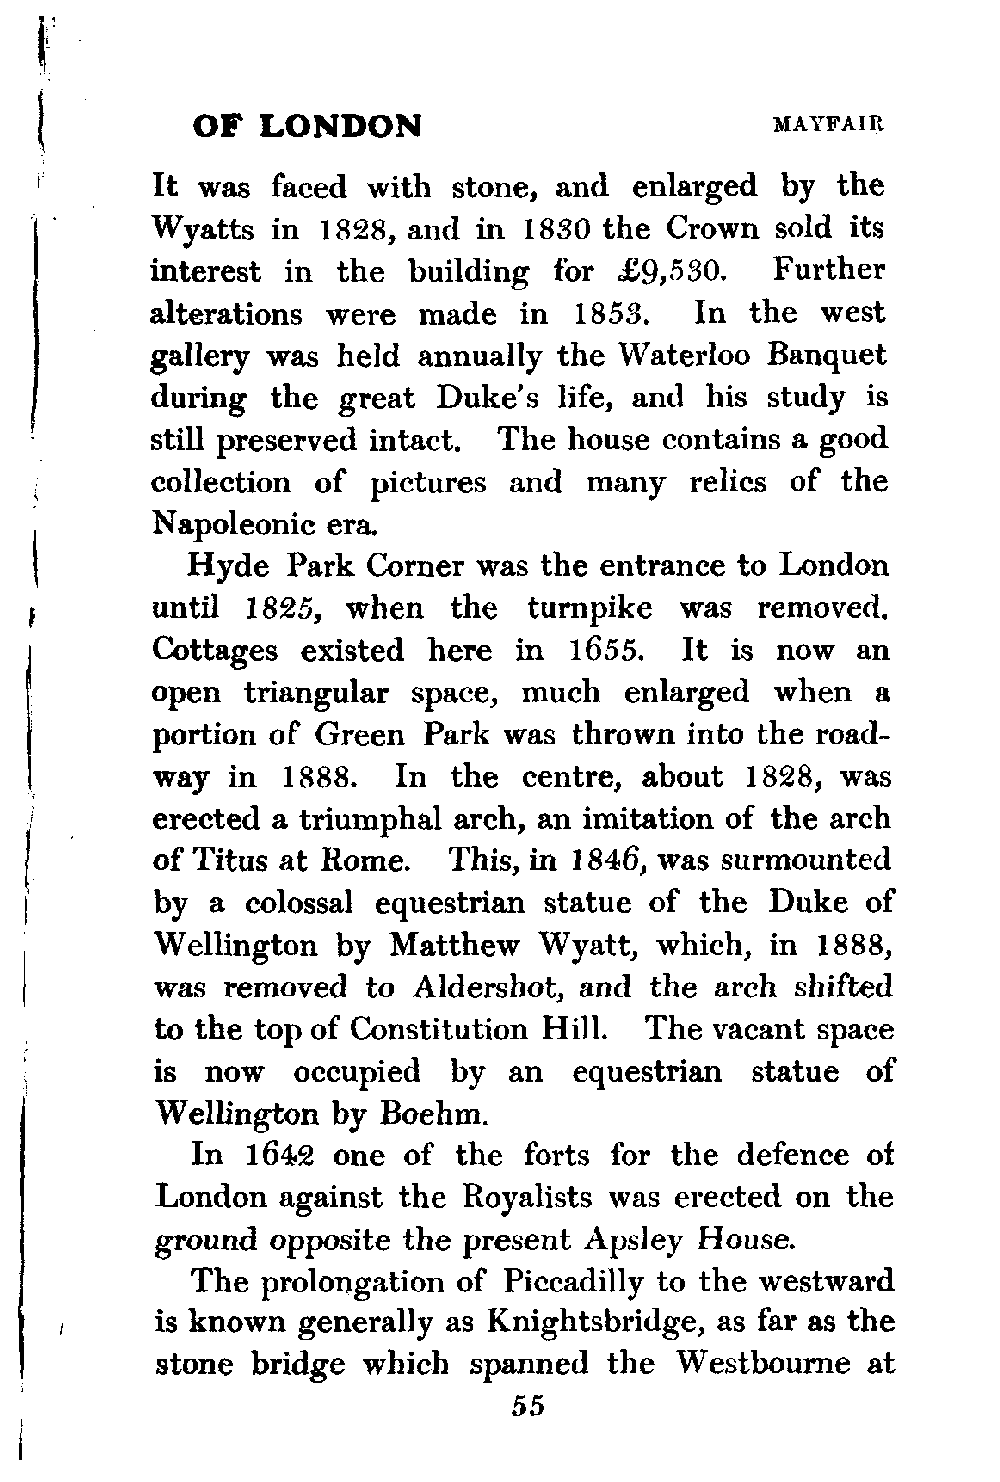 OF LONDON MAYFAIR
It was faced with stone, and enlarged by the
Wyatts in 1828, and in 1830 the Crown sold its
interest in the building for £9,530. Further
alterations were made in 1853. In the west
gallery was held annually the Waterloo Banquet
during the great Duke's life, and his study is
still preserved intact. The house contains a good
collection of pictures and many relics of the
Napoleonic era.
Hyde Park Corner was the entrance to London
until 1825, when the turnpike was removed.
Cottages existed here in 1655. It is now an
open triangular space, much enlarged when a
portion of Green Park was thrown into the road-
way in 1888. In the centre, about 1828, was
erected a triumphal arch, an imitation of the arch
of Titus at Rome. This, in 1846, was surmounted
by a colossal equestrian statue of the Duke of
Wellington by Matthew Wyatt, which, in 1888,
was removed to Aldershot, and the arch shifted
to the top of Constitution Hill. The vacant space
is now occupied by an equestrian statue of
Wellington by Boehm.
In 1642 one of the forts for the defence of
London against the Royalists was erected on the
ground opposite the present Apsley House.
The prolongation of Piccadilly to the westward
is known generally as Knightsbridge, as far as the
stone bridge which spanned the Westbourne at
55